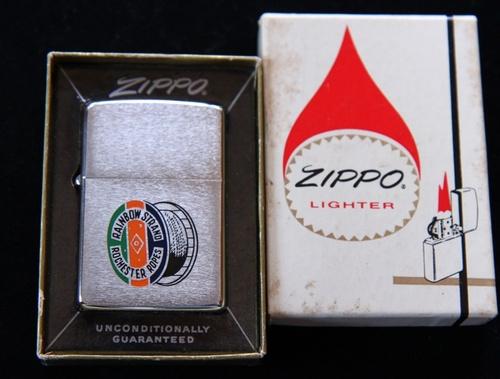 ZIPPO
RAINBOW STRAND
ROCHESTER ROPES
UNCONDITIONALLY
GUARANTEED
ZIPPO
LIGHTER